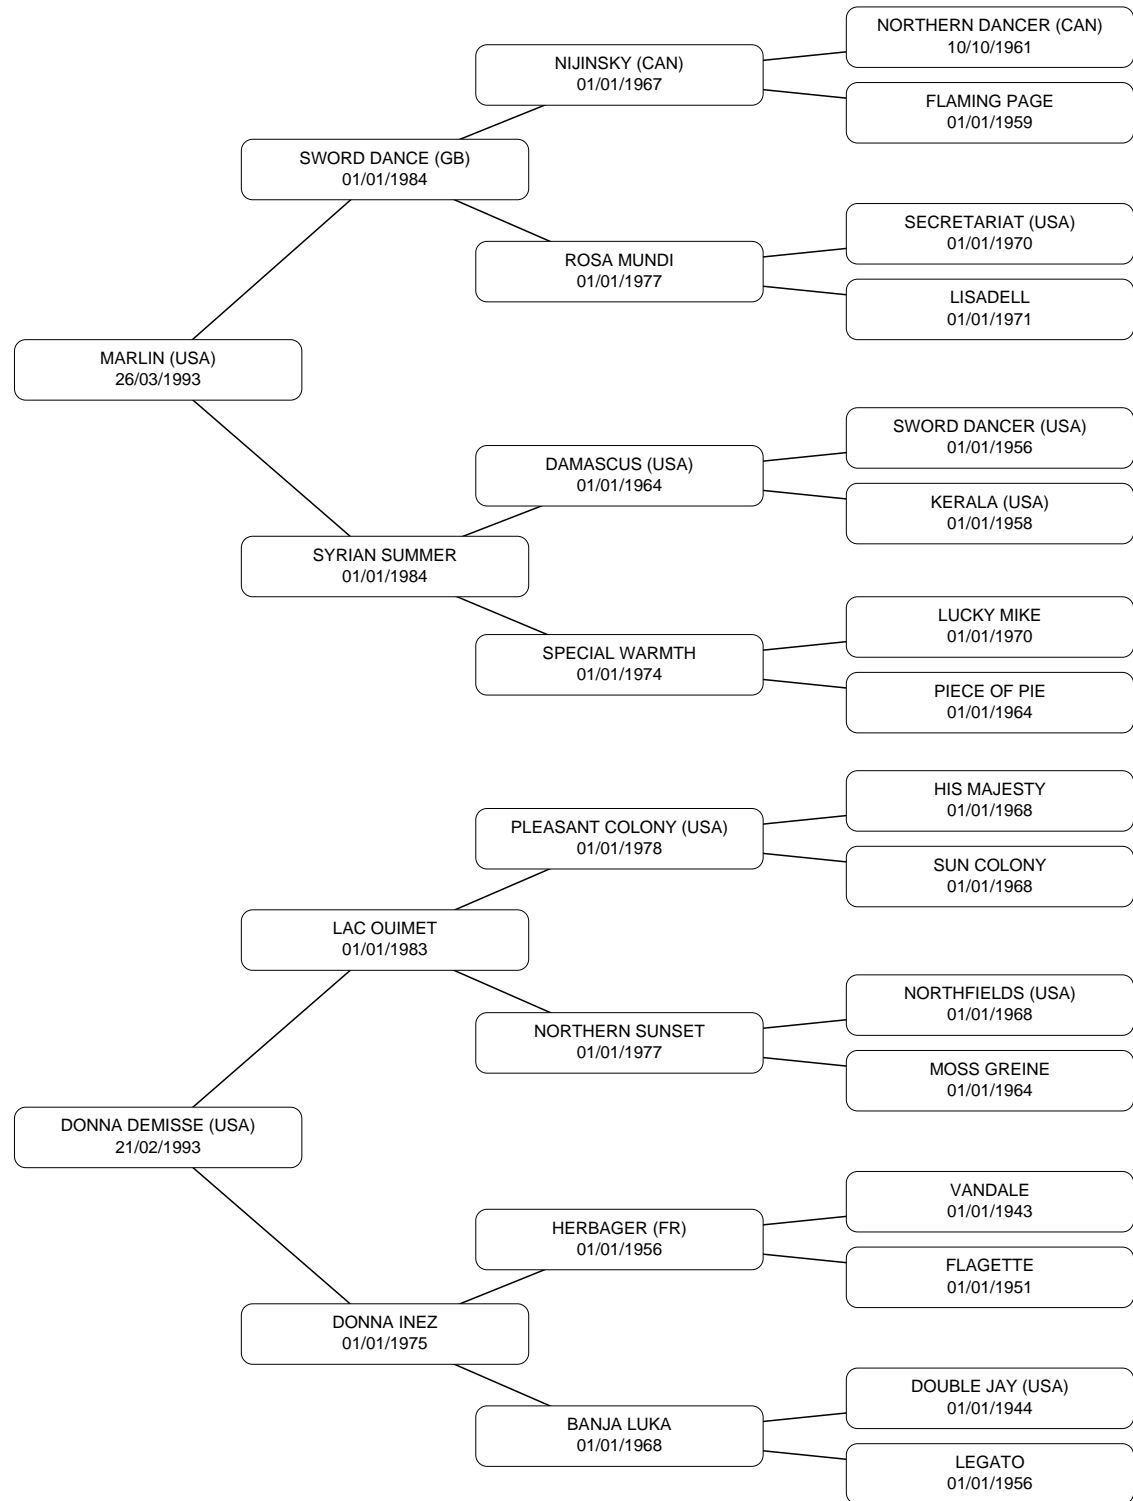 NORTHERN DANCER (CAN)
10/10/1961
NIJINSKY (CAN)
01/01/1967
FLAMING PAGE
01/01/1959
SWORD DANCE (GB)
01/01/1984
SECRETARIAT (USA)
01/01/1970
ROSA MUNDI
01/01/1977
LISADELL
01/01/1971
MARLIN (USA)
26/03/1993
SWORD DANCER (USA)
01/01/1956
DAMASCUS (USA)
01/01/1964
KERALA (USA)
01/01/1958
SYRIAN SUMMER
01/01/1984
LUCKY MIKE
01/01/1970
SPECIAL WARMTH
01/01/1974
PIECE OF PIE
01/01/1964
HIS MAJESTY
01/01/1968
PLEASANT COLONY (USA)
01/01/1978
SUN COLONY
01/01/1968
LAC OUIMET
01/01/1983
NORTHFIELDS (USA)
01/01/1968
NORTHERN SUNSET
01/01/1977
MOSS GREINE
01/01/1964
DONNA DEMISSE (USA)
21/02/1993
VANDALE
01/01/1943
HERBAGER (FR)
01/01/1956
FLAGETTE
01/01/1951
DONNA INEZ
01/01/1975
DOUBLE JAY (USA)
01/01/1944
BANJA LUKA
01/01/1968
LEGATO
01/01/1956